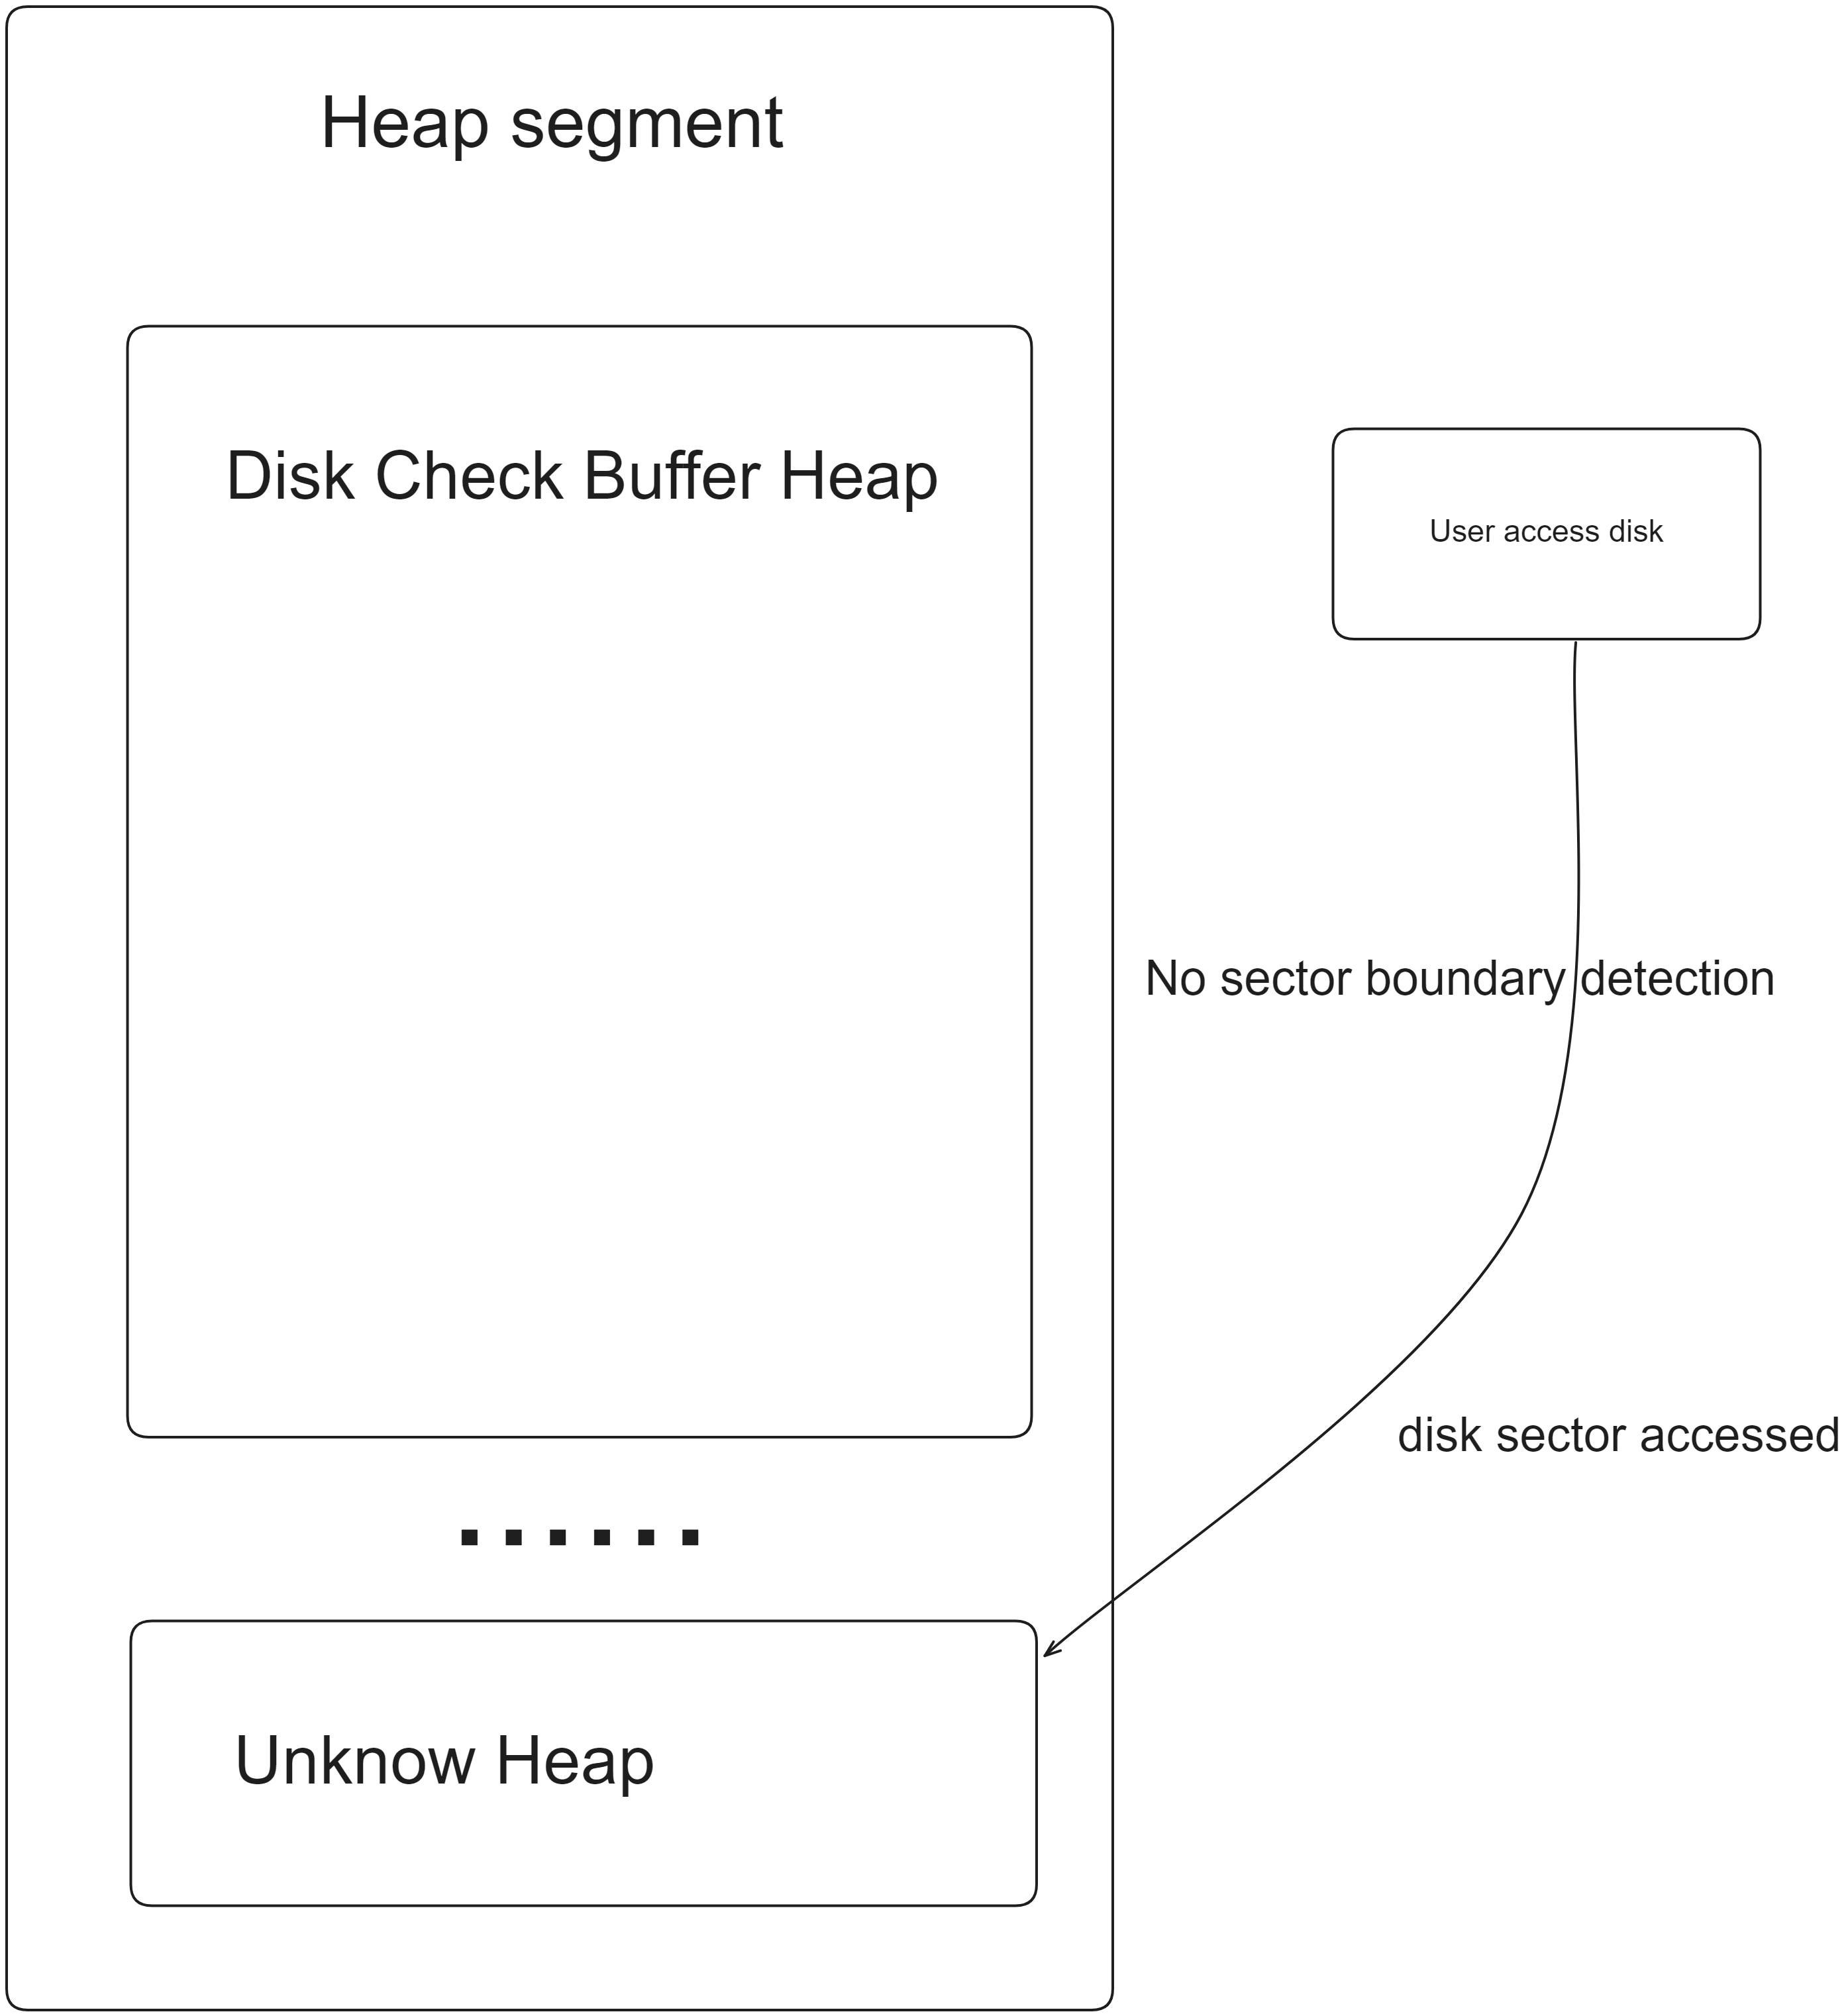 Heap segment
Disk Check Buffer Heap
User access disk
No sector boundary detection
disk sector accessed
......
Unknow Heap